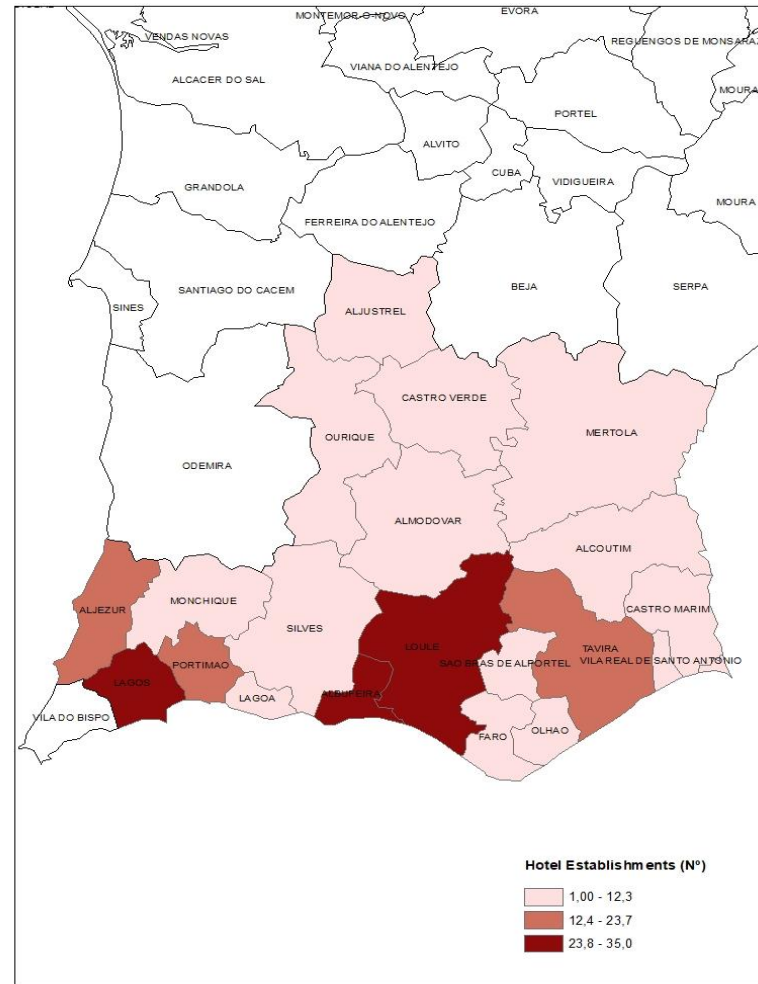 MONTEMOR-O-NOVO
EVORA
VENDAS NOVAS
REGUENGOS DE MONSARAZ
VIANA DO ALENTEJO
ALCACER DO SAL
MOURA
PORTEL
ALVITO
CUBA
VIDIGUEIRA
GRANDOLA
MOURA
FERREIRA DO ALENTEJO
SANTIAGO DO CACEM
BEJA
SERPA
SINES
ALJUSTREL
CASTRO VERDE
OURIQUE
MERTOLA
ODEMIRA
ALMODOVAR
ALCOUTIM
MONCHIQUE
ALJEZUR
CASTRO MARIM
SILVES
LOULE
TAVIRA
SAO BRAS DE ALPORTEL
VILA REAL DE SANTO ANTONIO
PORTIMAO
LAGOS
ALBUFEIRA
LAGOA
VILA DO BISPO
OLHAO
FARO
Hotel Establishments (Nº)
1,00 - 12,3
12,4 - 23,7
23,8 - 35,0